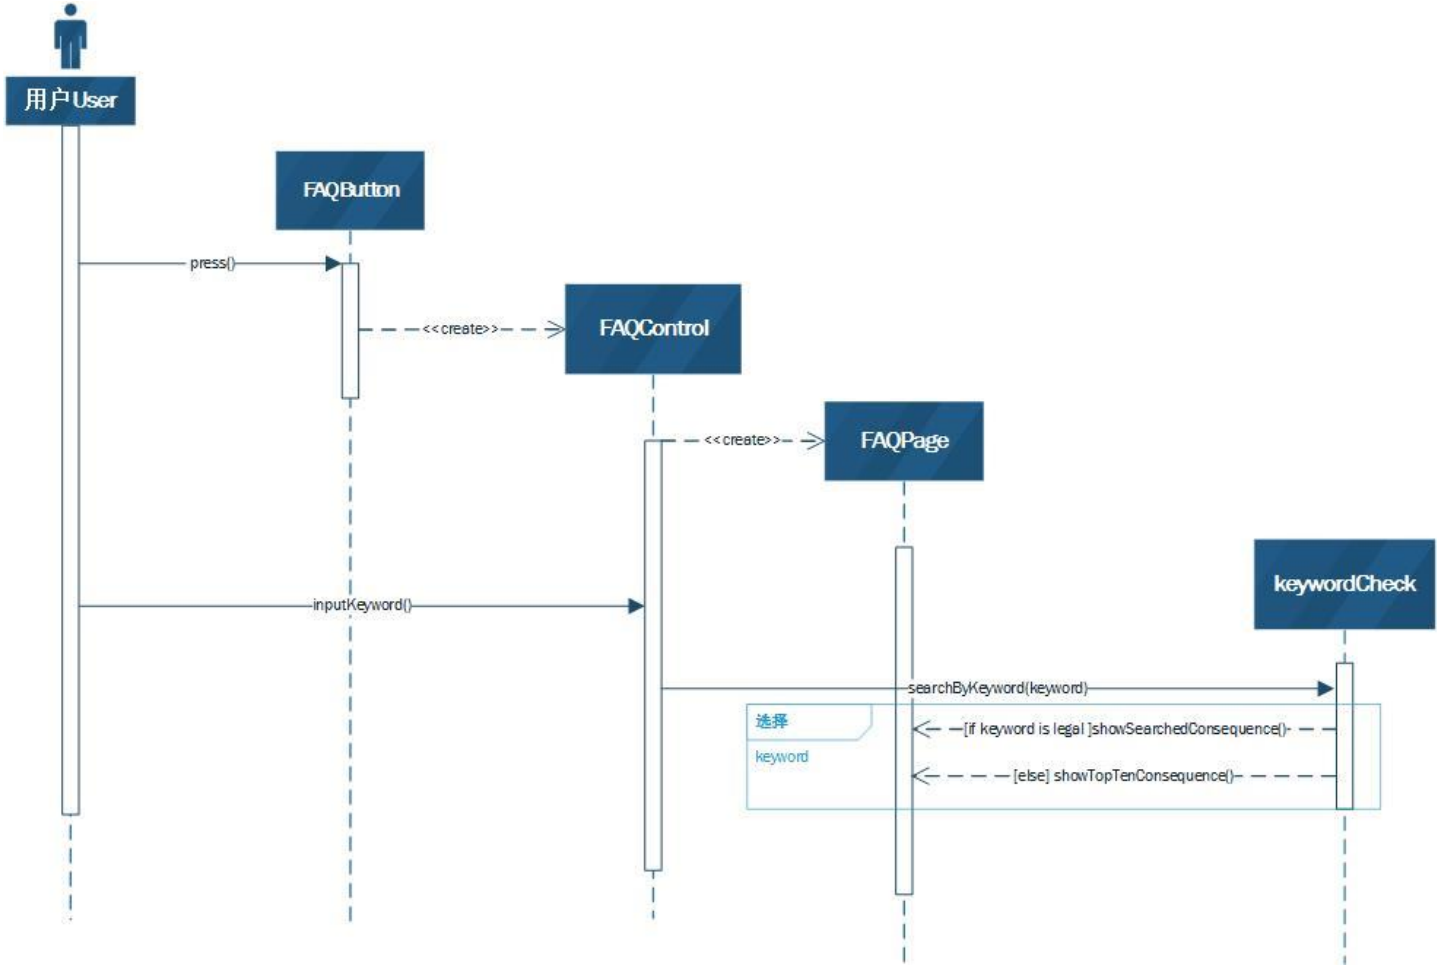 用户User
FAQButton
press()
<<create>>
FAQControl
<<create>>
FAQPage
keywordCheck
inputKeyword()
searchByKeyword(keyword)
选择
[if keyword is legal ]showSearchedConsequence()
keyword
[else] showTopTenConsequence()